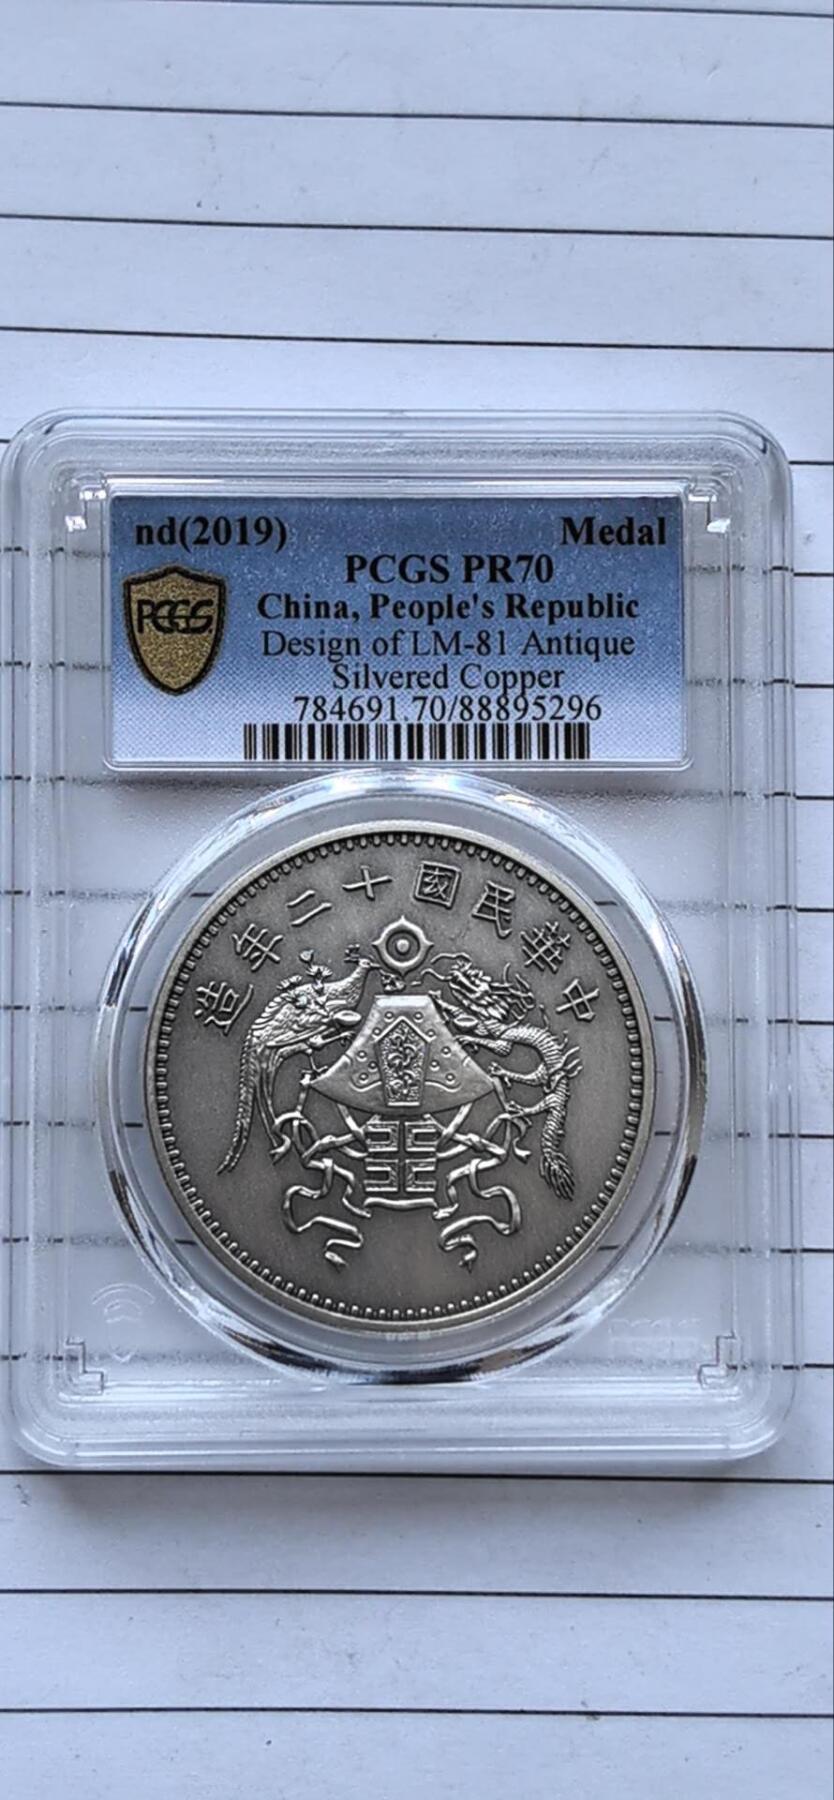 nd(2019) Medal
PCGS PR70
PCGS
China, People's Republic
Design of LM-81 Antique
Silvered Copper
784691.70/88895296
造年二十國民華中